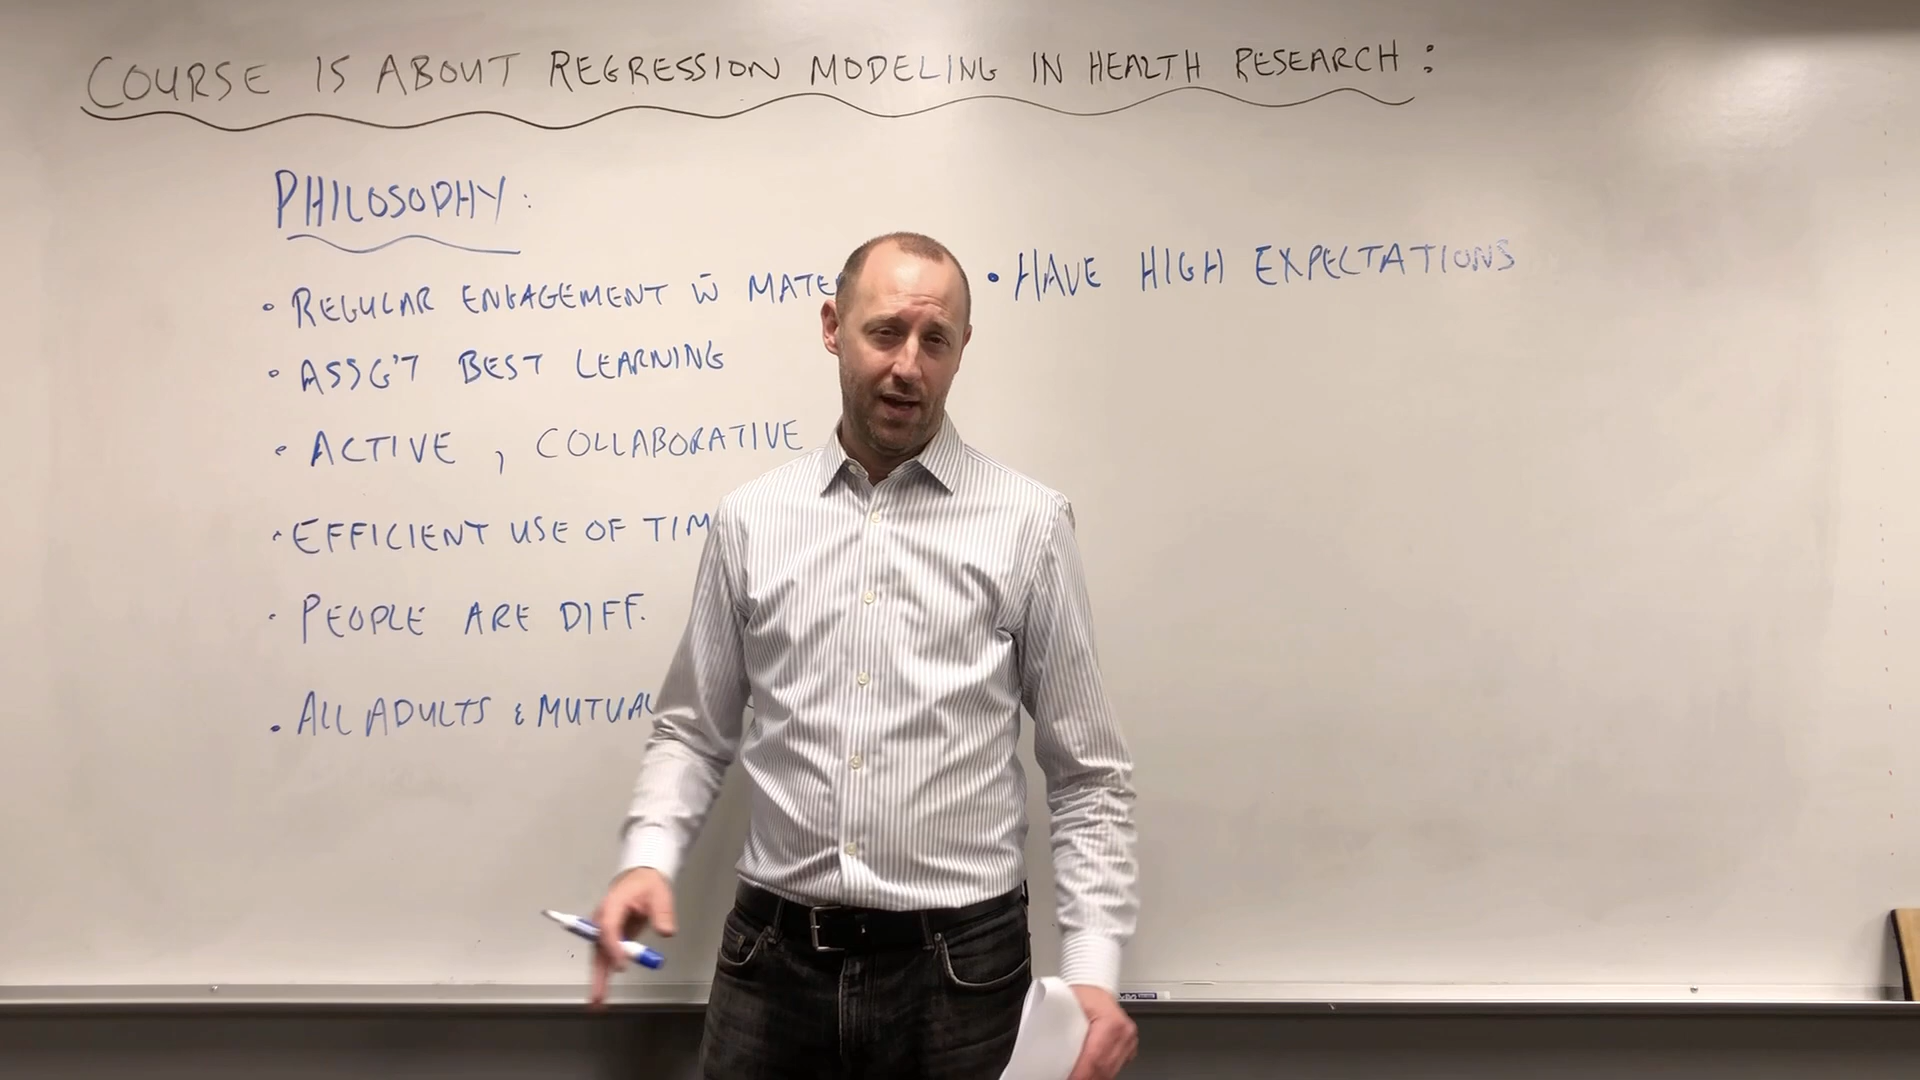 COURSE IS ABOUT REGRESSION MODELING IN HEALTH RESEARCH:
PHILOSOPHY:
• REGULAR ENGAGEMENT W̄ MATE
• ASSG'T BEST LEARNING
• ACTIVE, COLLABORATIVE
• EFFICIENT USE OF TIM
• PEOPLE ARE DIFF.
• ALL ADULTS & MUTUAL
• HAVE HIGH EXPECTATIONS